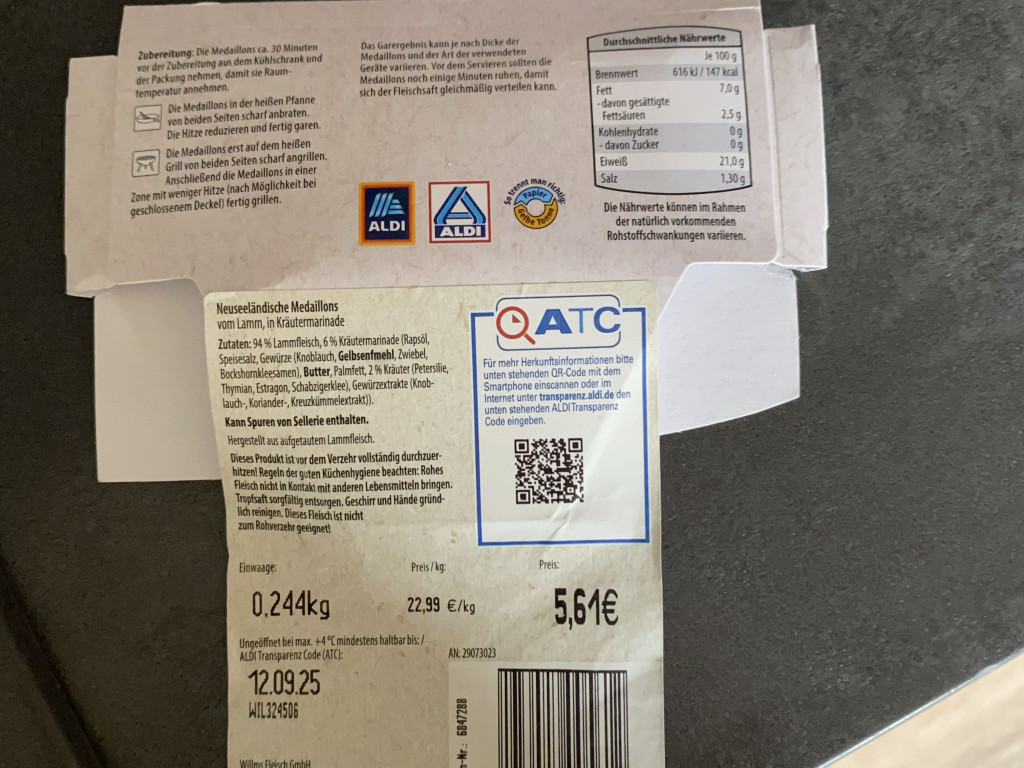 Zubereitung: Die Medaillons ca. 30 Minuten
vor der Zubereitung aus dem Kühlschrank und
der Packung nehmen, damit sie Raum-
temperatur annehmen.
Die Medaillons in der heißen Pfanne
von beiden Seiten scharf anbraten.
Die Hitze reduzieren und fertig garen.
Die Medaillons erst auf dem heißen
Grill von beiden Seiten scharf angrillen.
Anschließend die Medaillons in einer
Zone mit weniger Hitze (nach Möglichkeit bei
geschlossenem Deckel) fertig grillen.
Das Garergebnis kann je nach Dicke der
Medaillons und der Art der verwendeten
Geräte variieren. Vor dem Servieren sollten die
Medaillons noch einige Minuten ruhen, damit
sich der Fleischsaft gleichmäßig verteilen kann.
ALDI
ALDI
So trennt man richtig:
Papier
Gelbe Tonne
Durchschnittliche Nährwerte
Je 100 g
Brennwert 616 kJ / 147 kcal
Fett 7,0 g
- davon gesättigte
Fettsäuren 2,5 g
Kohlenhydrate 0 g
- davon Zucker 0 g
Eiweiß 21,0 g
Salz 1,30 g
Die Nährwerte können im Rahmen
der natürlich vorkommenden
Rohstoffschwankungen variieren.
Neuseeländische Medaillons
vom Lamm, in Kräutermarinade
Zutaten: 94 % Lammfleisch, 6 % Kräutermarinade (Rapsöl,
Speisesalz, Gewürze (Knoblauch, Gelbsenfmehl, Zwiebel,
Bockshornkleesamen), Butter, Palmfett, 2 % Kräuter (Petersilie,
Thymian, Estragon, Schabzigerklee), Gewürzextrakte (Knob-
lauch-, Koriander-, Kreuzkümmelextrakt)).
Kann Spuren von Sellerie enthalten.
Hergestellt aus aufgetautem Lammfleisch.
Dieses Produkt ist vor dem Verzehr vollständig durchzuer-
hitzen! Regeln der guten Küchenhygiene beachten: Rohes
Fleisch nicht in Kontakt mit anderen Lebensmitteln bringen.
Tropfsaft sorgfältig entsorgen. Geschirr und Hände gründ-
lich reinigen. Dieses Fleisch ist nicht
zum Rohverzehr geeignet!
ATC
Für mehr Herkunftsinformationen bitte
unten stehenden QR-Code mit dem
Smartphone einscannen oder im
Internet unter transparenz.aldi.de den
unten stehenden ALDI Transparenz
Code eingeben.
Einwaage: Preis / kg: Preis:
0,244kg 22,99 €/kg 5,61€
Ungeöffnet bei max. +4 °C mindestens haltbar bis: /
ALDI Transparenz Code (ATC):
AN: 29073023
12.09.25
WIL324506
n-Nr.: 6847288
Willms Fleisch GmbH